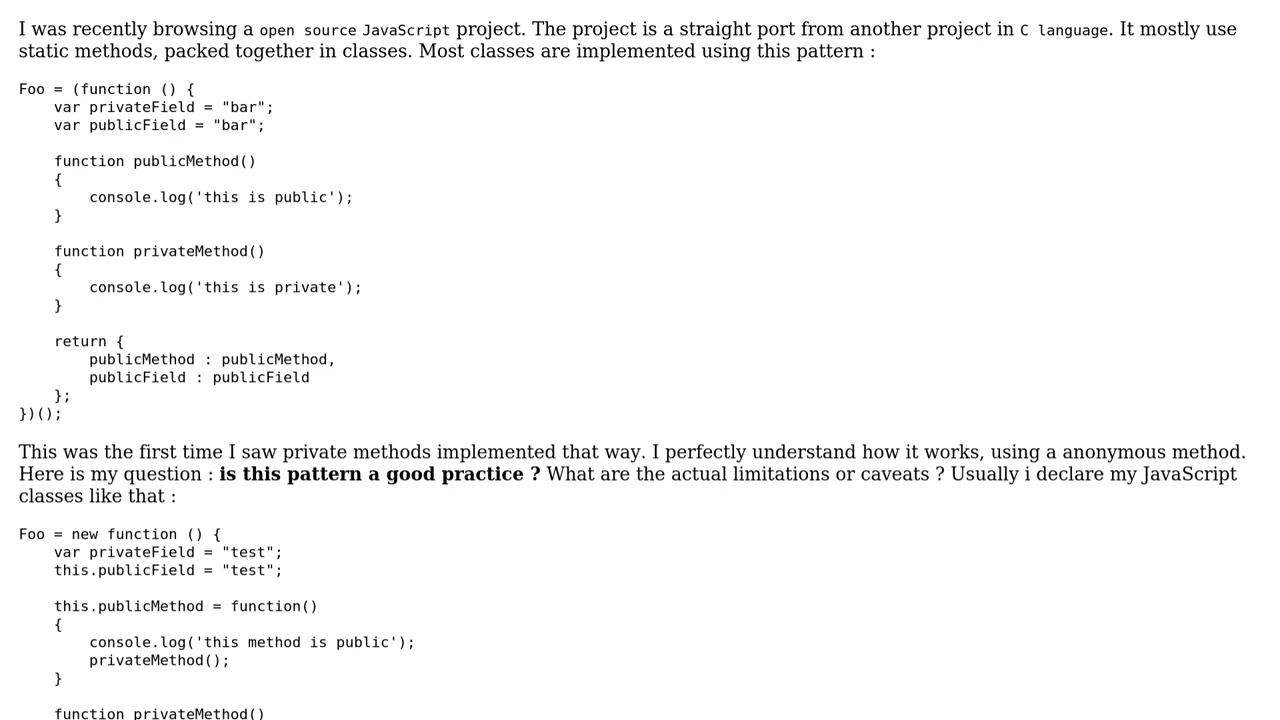 I was recently browsing a open source JavaScript project. The project is a straight port from another project in C language. It mostly use
static methods, packed together in classes. Most classes are implemented using this pattern :
Foo = (function () {
    var privateField = "bar";
    var publicField = "bar";
    function publicMethod()
    {
        console.log('this is public');
    }
    function privateMethod()
    {
        console.log('this is private');
    }
    return {
        publicMethod : publicMethod,
        publicField : publicField
    };
})();
This was the first time I saw private methods implemented that way. I perfectly understand how it works, using a anonymous method.
Here is my question : is this pattern a good practice ? What are the actual limitations or caveats ? Usually i declare my JavaScript
classes like that :
Foo = new function () {
    var privateField = "test";
    this.publicField = "test";
    this.publicMethod = function()
    {
        console.log('this method is public');
        privateMethod();
    }
    function privateMethod()